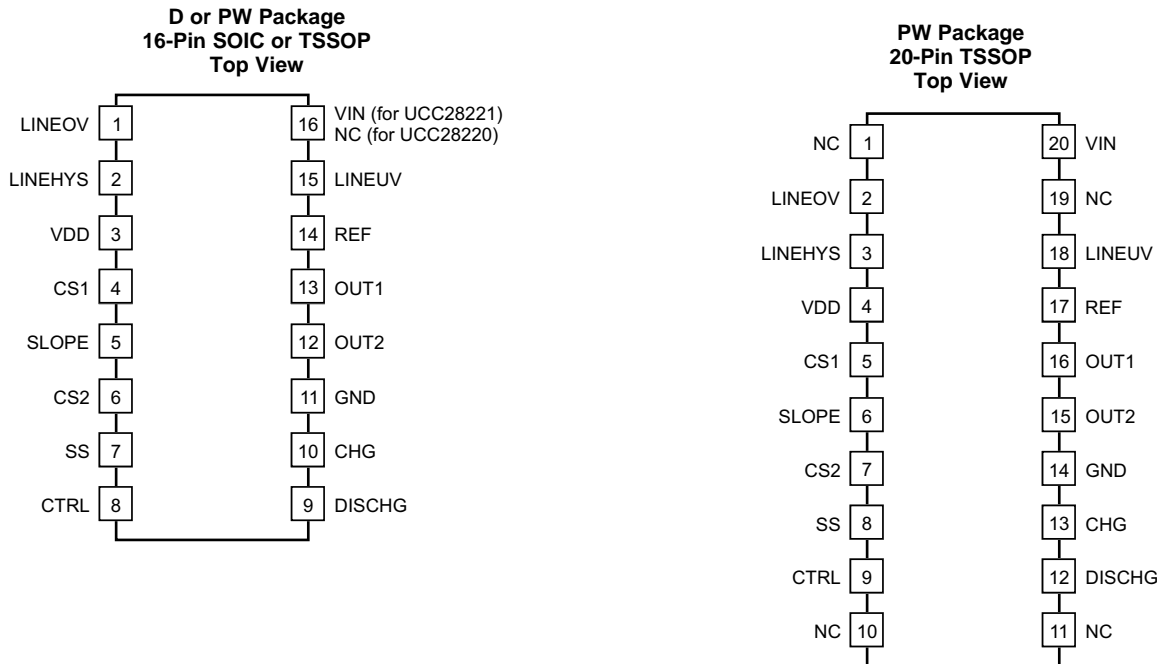 D or PW Package
16-Pin SOIC or TSSOP
Top View
LINEOV 1
16 VIN (for UCC28221)
NC (for UCC28220)
LINEHYS 2
15 LINEUV
VDD 3
14 REF
CS1 4
13 OUT1
SLOPE 5
12 OUT2
CS2 6
11 GND
SS 7
10 CHG
CTRL 8
9 DISCHG
PW Package
20-Pin TSSOP
Top View
NC 1
20 VIN
LINEOV 2
19 NC
LINEHYS 3
18 LINEUV
VDD 4
17 REF
CS1 5
16 OUT1
SLOPE 6
15 OUT2
CS2 7
14 GND
SS 8
13 CHG
CTRL 9
12 DISCHG
NC 10
11 NC